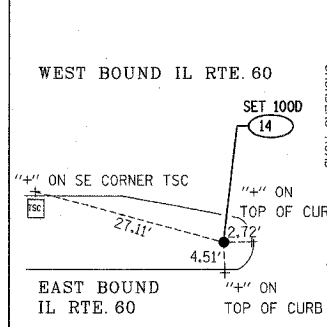 WEST BOUND IL RTE. 60
SET 100D
14
"+" ON SE CORNER TSC
TSC
"+" ON
TOP OF CUR
27.11'
2.72'
4.51'
EAST BOUND
IL RTE. 60
"+" ON
TOP OF CURB